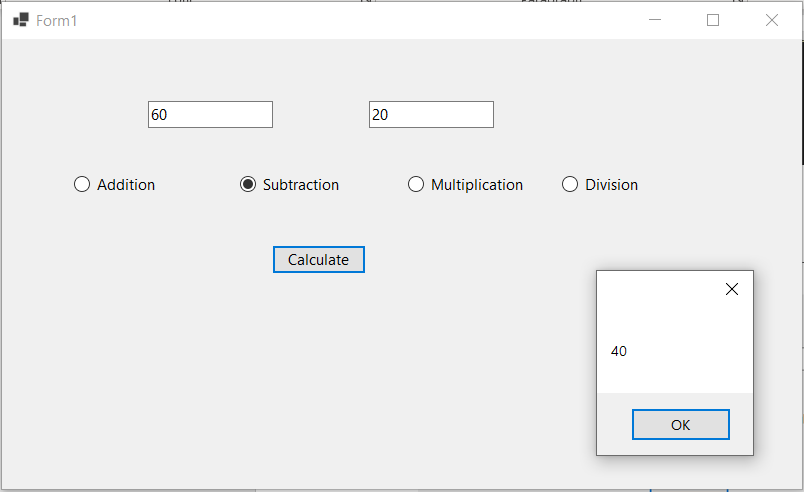 Form1
60 20
Addition Subtraction Multiplication Division
Calculate
40
OK